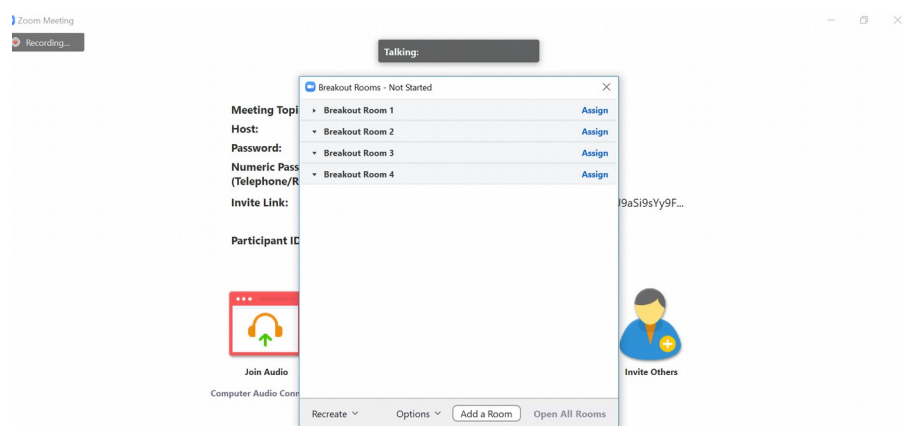 Zoom Meeting
Recording...
Talking:
Breakout Rooms - Not Started
Breakout Room 1 Assign
Breakout Room 2 Assign
Breakout Room 3 Assign
Breakout Room 4 Assign
Meeting Topi
Host:
Password:
Numeric Pass
(Telephone/R
Invite Link:
J9aSi9sYy9F...
Participant ID
Join Audio
Computer Audio Conn
Invite Others
Recreate Options Add a Room Open All Rooms